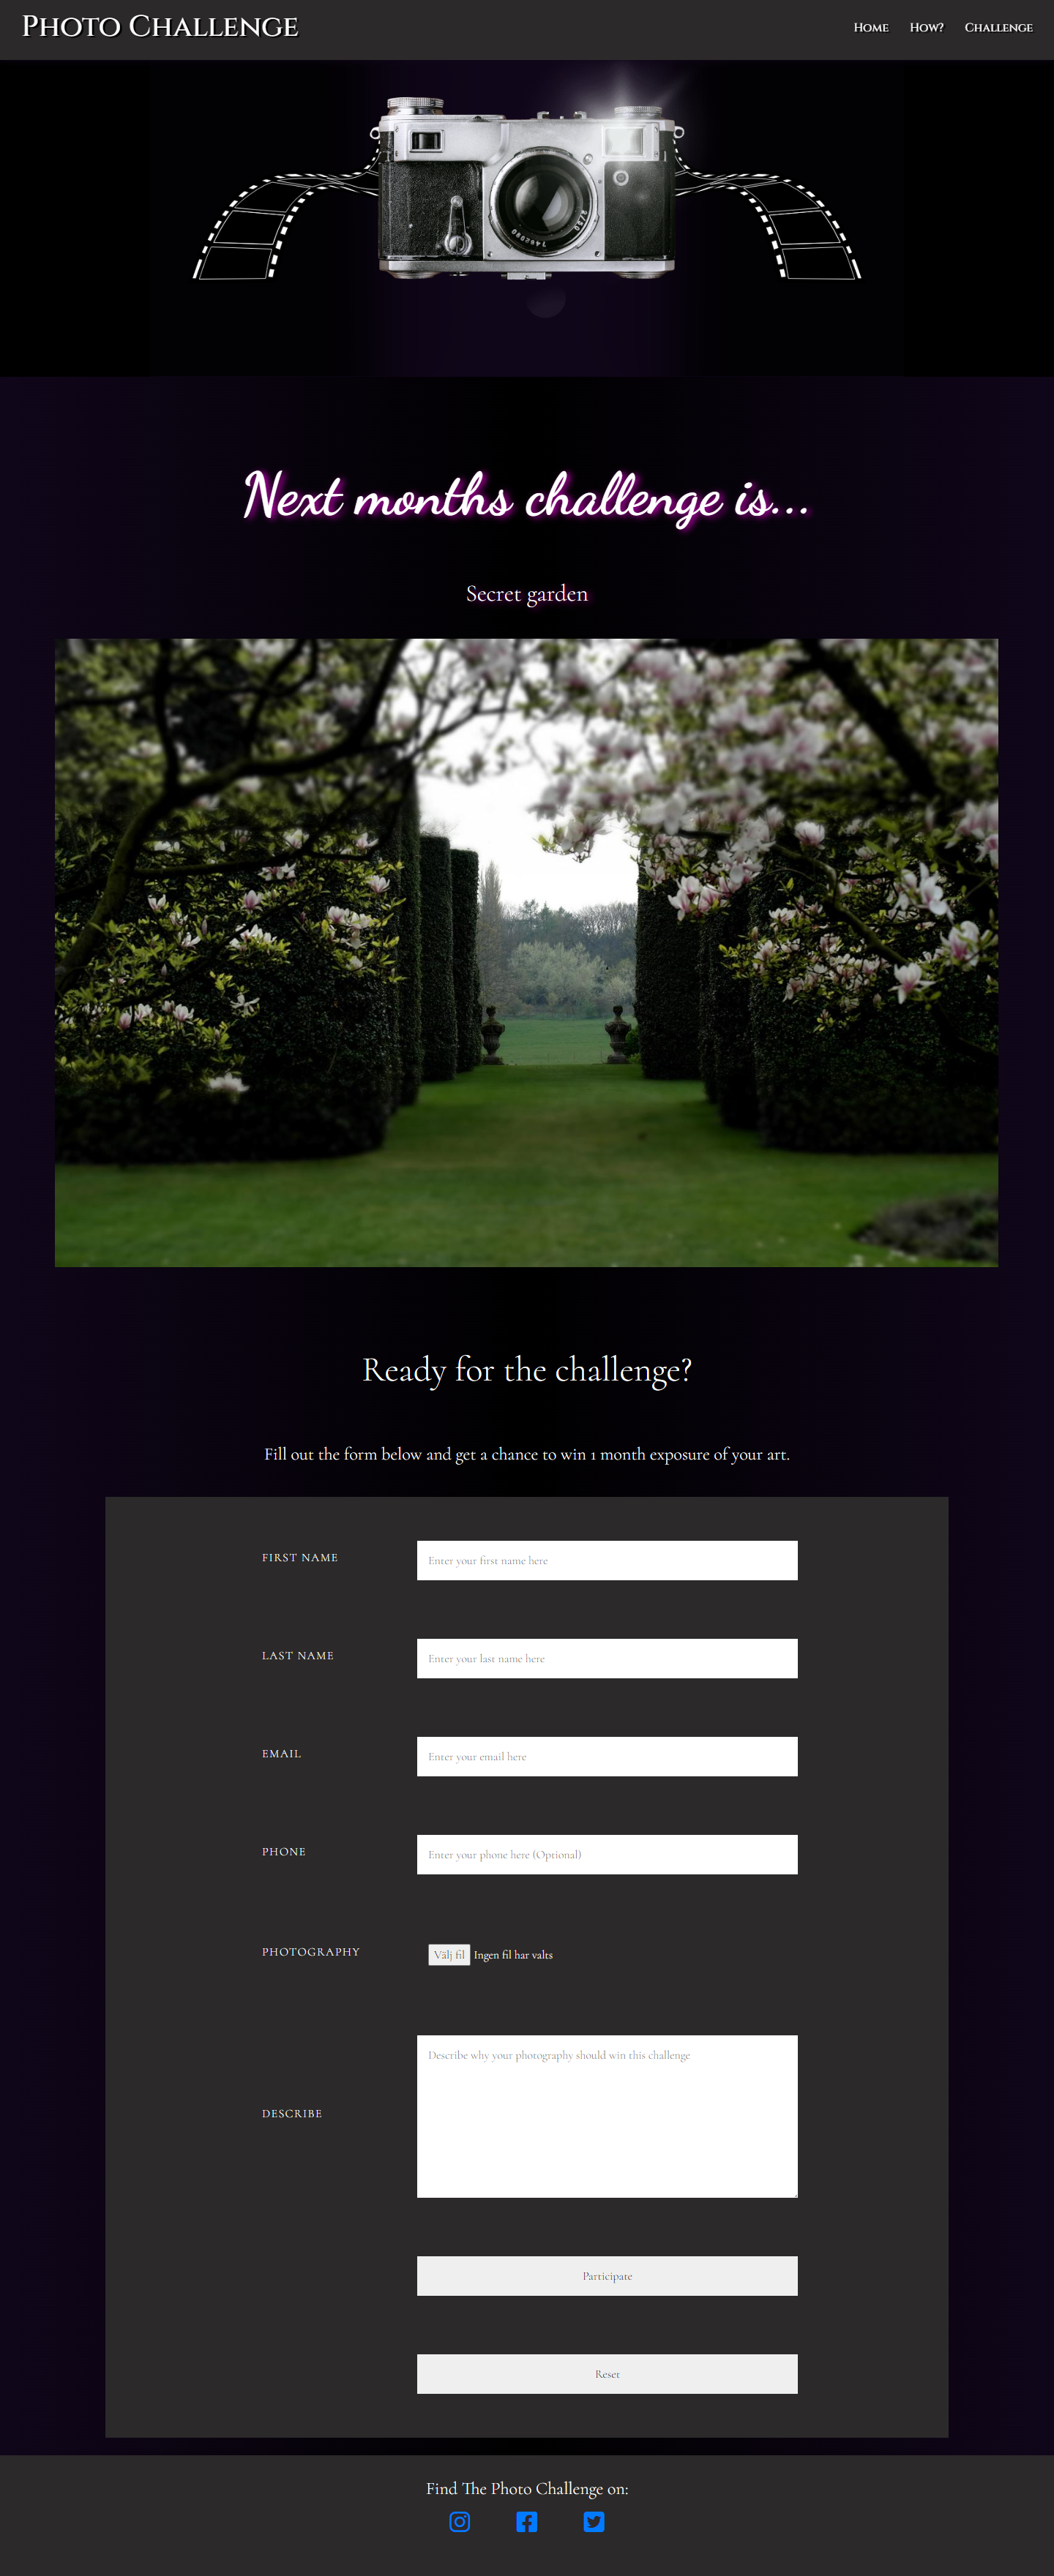 Photo Challenge
Home How? Challenge
7462080 2/50
Next months challenge is...
Secret garden
Ready for the challenge?
Fill out the form below and get a chance to win 1 month exposure of your art.
FIRST NAME Enter your first name here
LAST NAME Enter your last name here
EMAIL Enter your email here
PHONE Enter your phone here (Optional)
PHOTOGRAPHY Välj fil Ingen fil har valts
DESCRIBE Describe why your photography should win this challenge
Participate
Reset
Find The Photo Challenge on: